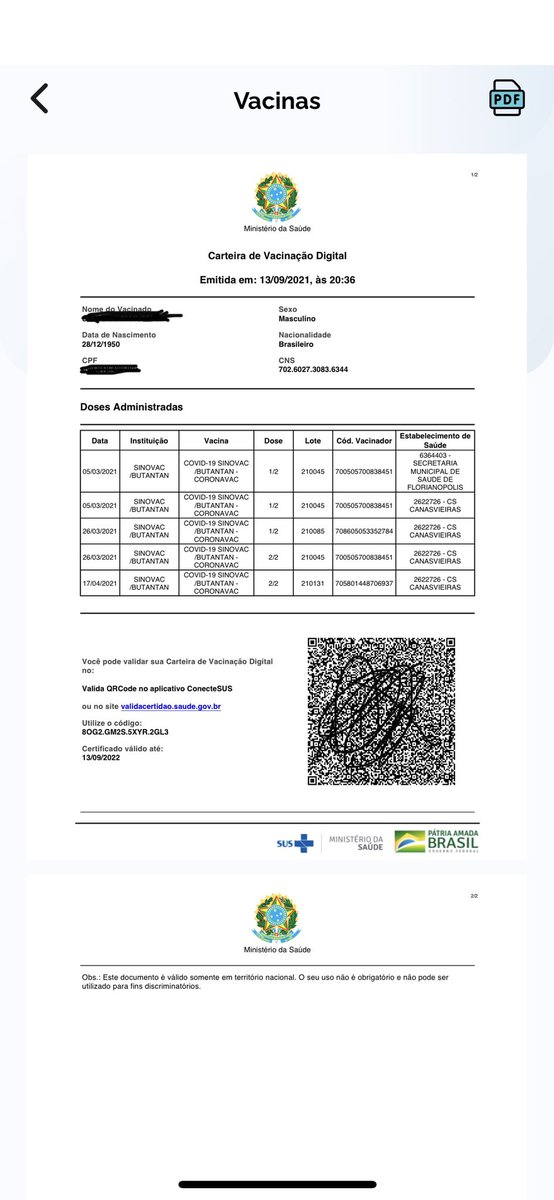 Vacinas
PDF
1/2
Ministério da Saúde
Carteira de Vacinação Digital
Emitida em: 13/09/2021, às 20:36
Nome do Vacinado
Sexo
Masculino
Data de Nascimento
28/12/1950
Nacionalidade
Brasileiro
CPF
CNS
702.6027.3083.6344
Doses Administradas
Data Instituição Vacina Dose Lote Cód. Vacinador Estabelecimento de Saúde
05/03/2021 SINOVAC /BUTANTAN COVID-19 SINOVAC /BUTANTAN - CORONAVAC 1/2 210045 700505700838451 6364403 - SECRETARIA MUNICIPAL DE SAUDE DE FLORIANOPOLIS
05/03/2021 SINOVAC /BUTANTAN COVID-19 SINOVAC /BUTANTAN - CORONAVAC 1/2 210045 700505700838451 2622726 - CS CANASVIEIRAS
26/03/2021 SINOVAC /BUTANTAN COVID-19 SINOVAC /BUTANTAN - CORONAVAC 1/2 210085 708605053352784 2622726 - CS CANASVIEIRAS
26/03/2021 SINOVAC /BUTANTAN COVID-19 SINOVAC /BUTANTAN - CORONAVAC 2/2 210045 700505700838451 2622726 - CS CANASVIEIRAS
17/04/2021 SINOVAC /BUTANTAN COVID-19 SINOVAC /BUTANTAN - CORONAVAC 2/2 210131 705801448706937 2622726 - CS CANASVIEIRAS
Você pode validar sua Carteira de Vacinação Digital
no:
Valida QRCode no aplicativo ConecteSUS
ou no site validacertidao.saude.gov.br
Utilize o código:
8OG2.GM2S.5XYR.2GL3
Certificado válido até:
13/09/2022
SUS
MINISTÉRIO DA
SAÚDE
PÁTRIA AMADA
BRASIL
GOVERNO FEDERAL
2/2
Ministério da Saúde
Obs.: Este documento é válido somente em território nacional. O seu uso não é obrigatório e não pode ser
utilizado para fins discriminatórios.